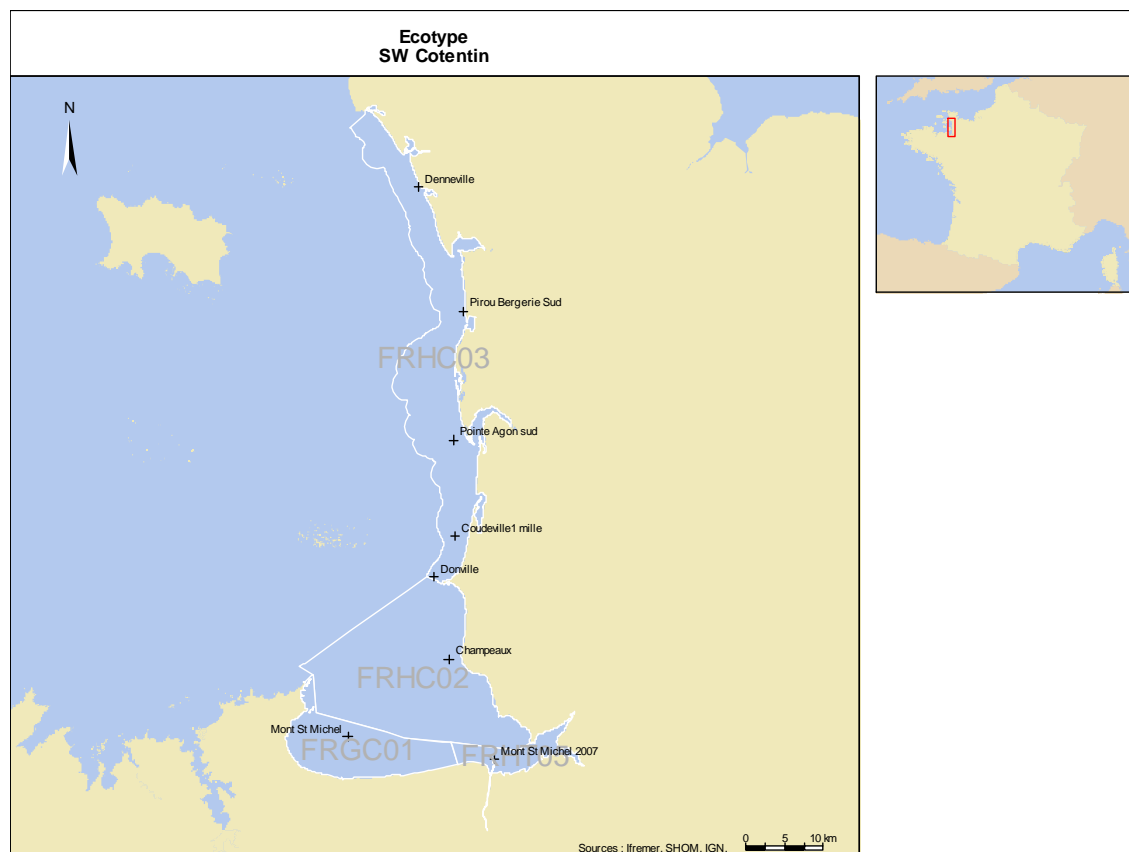 Ecotype
SW Cotentin
N
Denneville
Pirou Bergerie Sud
FRHC03
Pointe Agon sud
Coudeville1 mille
Donville
Champeaux
FRHC02
Mont St Michel
FRGC01
Mont St Michel 2007
FRHT05
0 5 10 km
Sources : Ifremer, SHOM, IGN,